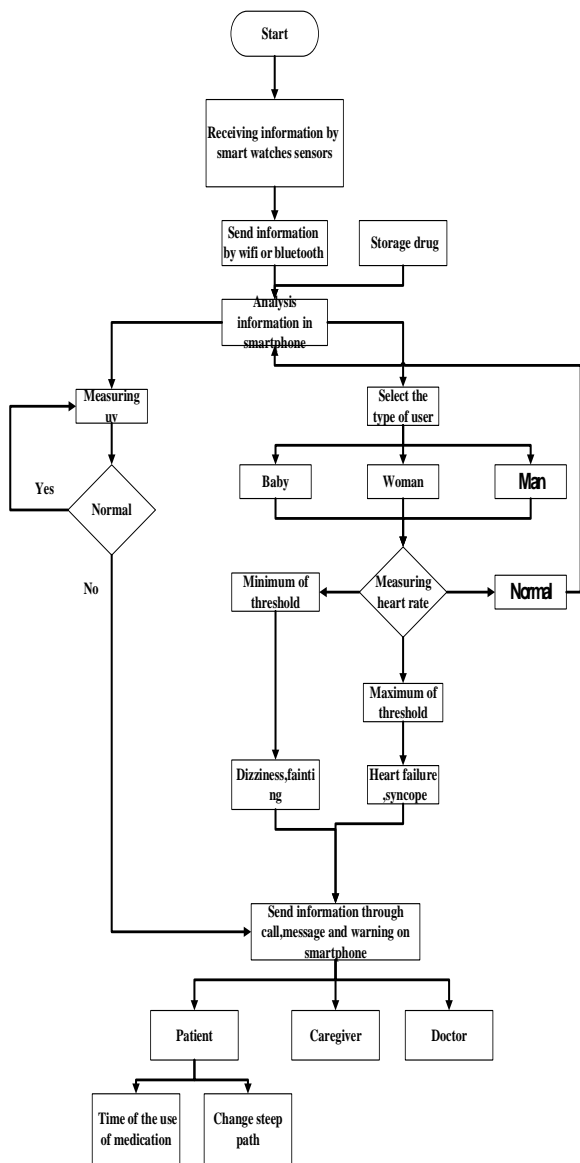 Start
Receiving information by
smart watches sensors
Send information
by wifi or bluetooth
Storage drug
Analysis
information in
smartphone
Measuring
uv
Select the
type of user
Yes
Normal
Baby
Woman
Man
No
Minimum of
threshold
Measuring
heart rate
Normal
Maximum of
threshold
Dizziness,fainti
ng
Heart failure
,syncope
Send information through
call,message and warning on
smartphone
Patient
Caregiver
Doctor
Time of the use
of medication
Change steep
path